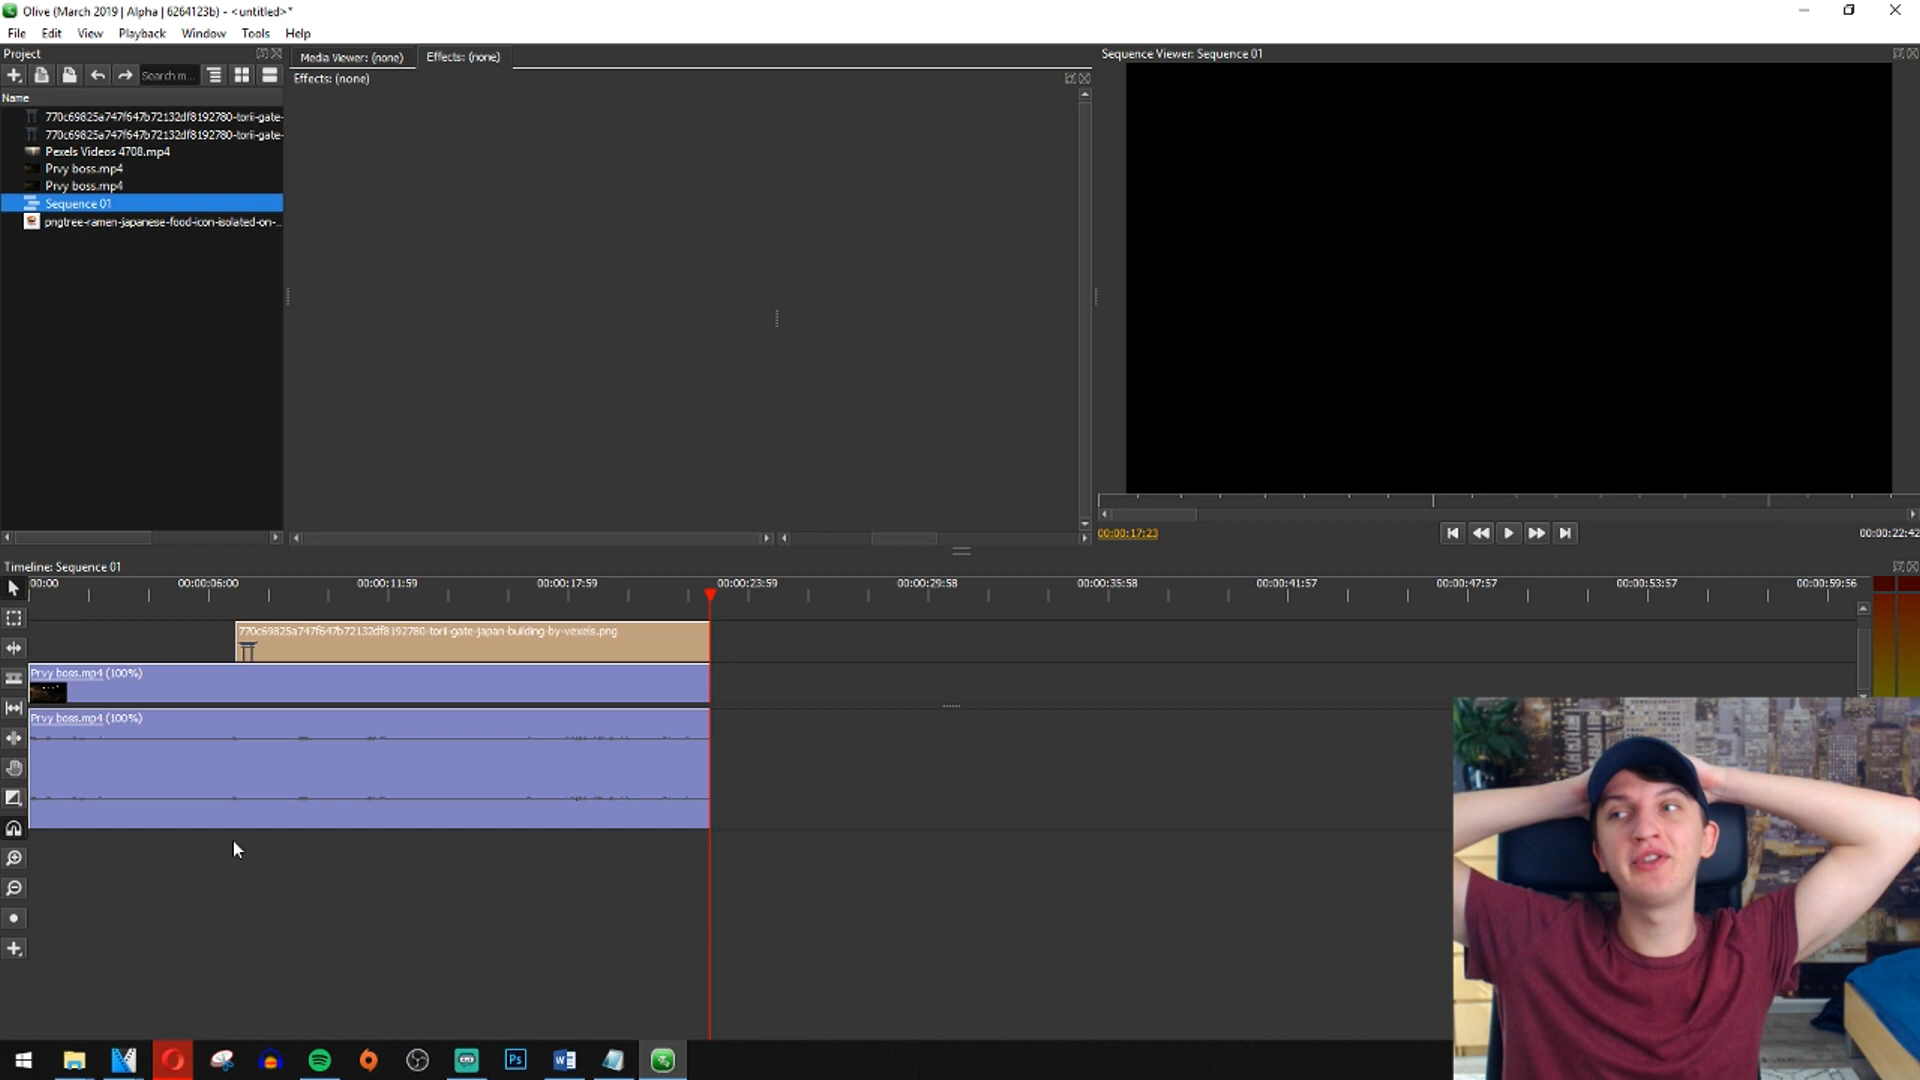 Olive (March 2019 | Alpha | 6264123b) - <untitled>*
File Edit View Playback Window Tools Help
Project
Media Viewer: (none) Effects: (none)
Sequence Viewer: Sequence 01
Search m...
Effects: (none)
Name
770c69825a747f647b72132df8192780-torii-gate-
770c69825a747f647b72132df8192780-torii-gate-
Pexels Videos 4708.mp4
Prvy boss.mp4
Prvy boss.mp4
Sequence 01
pngtree-ramen-japanese-food-icon-isolated-on-...
00:00:17;23
00:00:22;42
Timeline: Sequence 01
00:00 00:00:06;00 00:00:11;59 00:00:17;59 00:00:23;59 00:00:29;58 00:00:35;58 00:00:41;57 00:00:47;57 00:00:53;57 00:00:59;56
770c69825a747f647b72132df8192780-torii-gate-japan-building-by-vexels.png
Prvy boss.mp4 (100%)
Prvy boss.mp4 (100%)
Ps
W